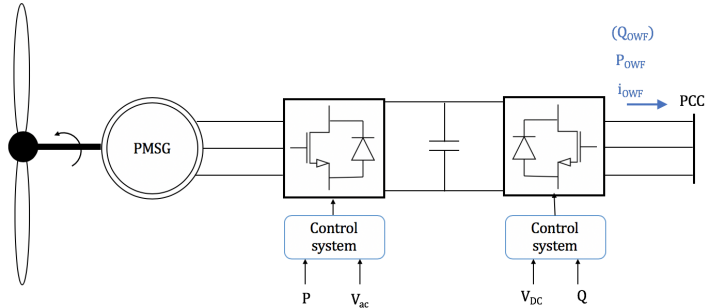 (Q_OWF)
P_OWF
i_OWF
PCC
PMSG
Control
system
Control
system
P
V_ac
V_DC
Q